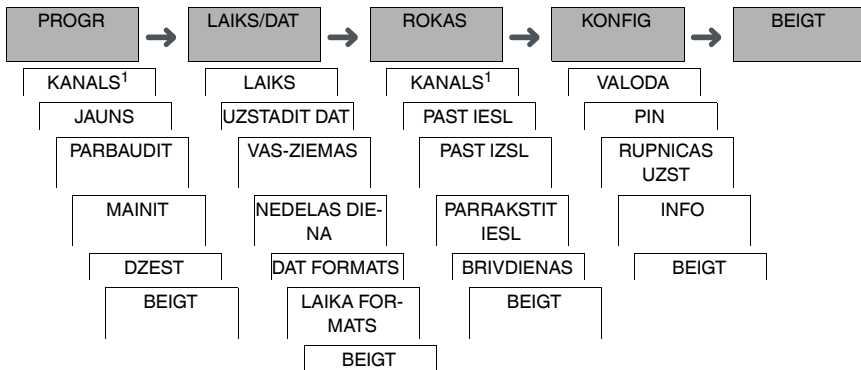 PROGR
LAIKS/DAT
ROKAS
KONFIG
BEIGT
KANALS1
JAUNS
PARBAUDIT
MAINIT
DZEST
BEIGT
LAIKS
UZSTADIT DAT
VAS-ZIEMAS
NEDELAS DIE-
NA
DAT FORMATS
LAIKA FOR-
MATS
BEIGT
KANALS1
PAST IESL
PAST IZSL
PARRAKSTIT
IESL
BRIVDIENAS
BEIGT
VALODA
PIN
RUPNICAS
UZST
INFO
BEIGT